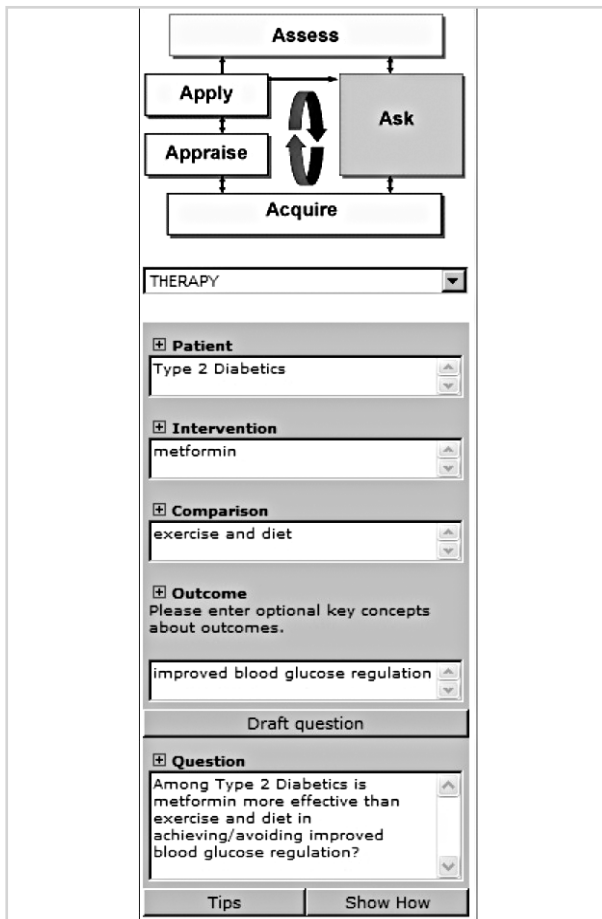 Assess
Apply
Ask
Appraise
Acquire
THERAPY
Patient
Type 2 Diabetics
Intervention
metformin
Comparison
exercise and diet
Outcome
Please enter optional key concepts
about outcomes.
improved blood glucose regulation
Draft question
Question
Among Type 2 Diabetics is
metformin more effective than
exercise and diet in
achieving/avoiding improved
blood glucose regulation?
Tips
Show How